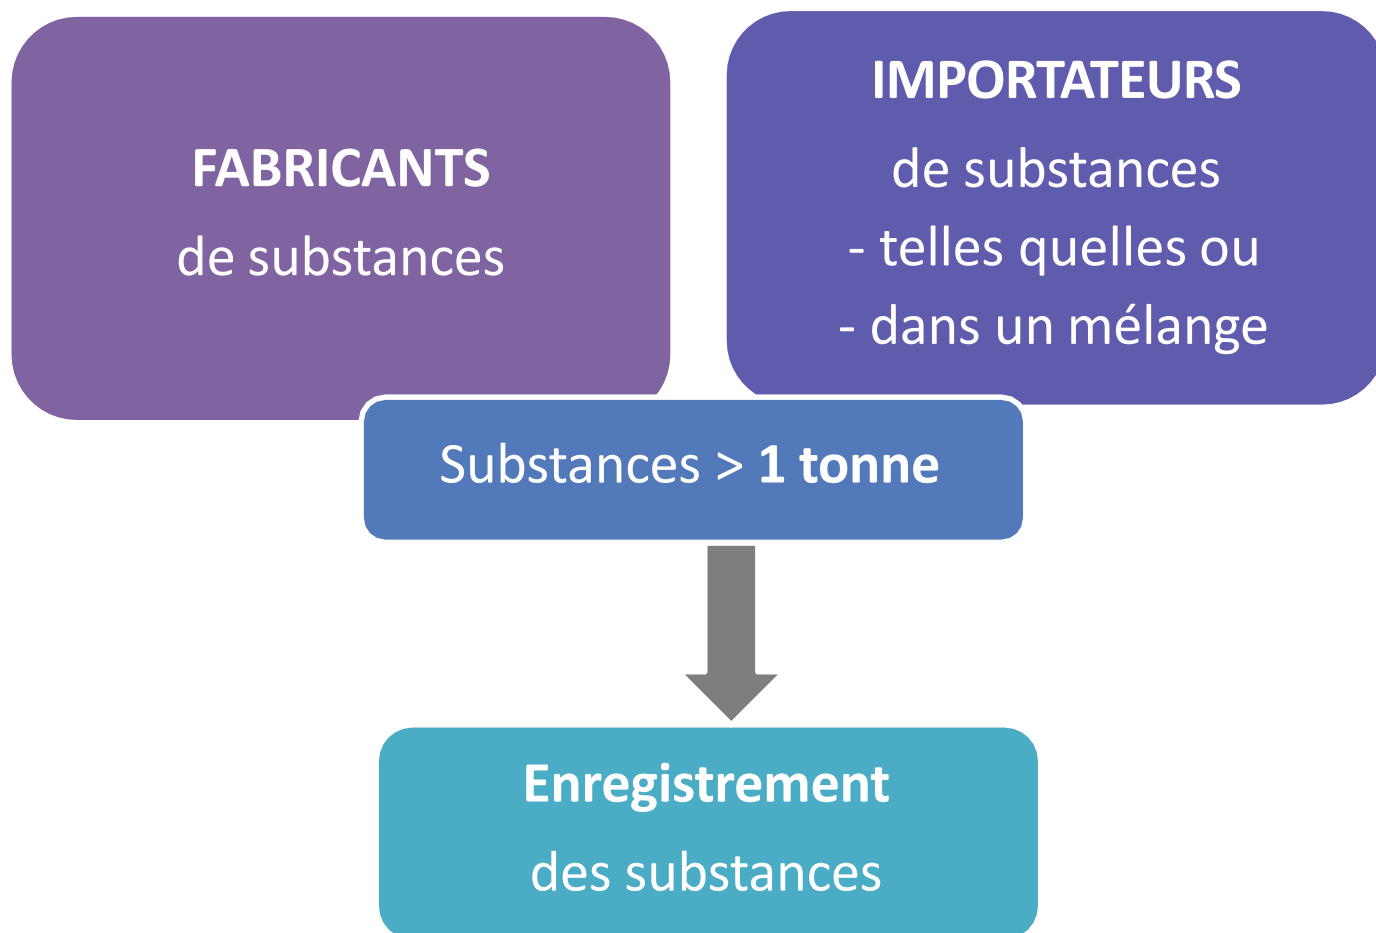 FABRICANTS
de substances
IMPORTATEURS
de substances
- telles quelles ou
- dans un mélange
Substances > 1 tonne
Enregistrement
des substances